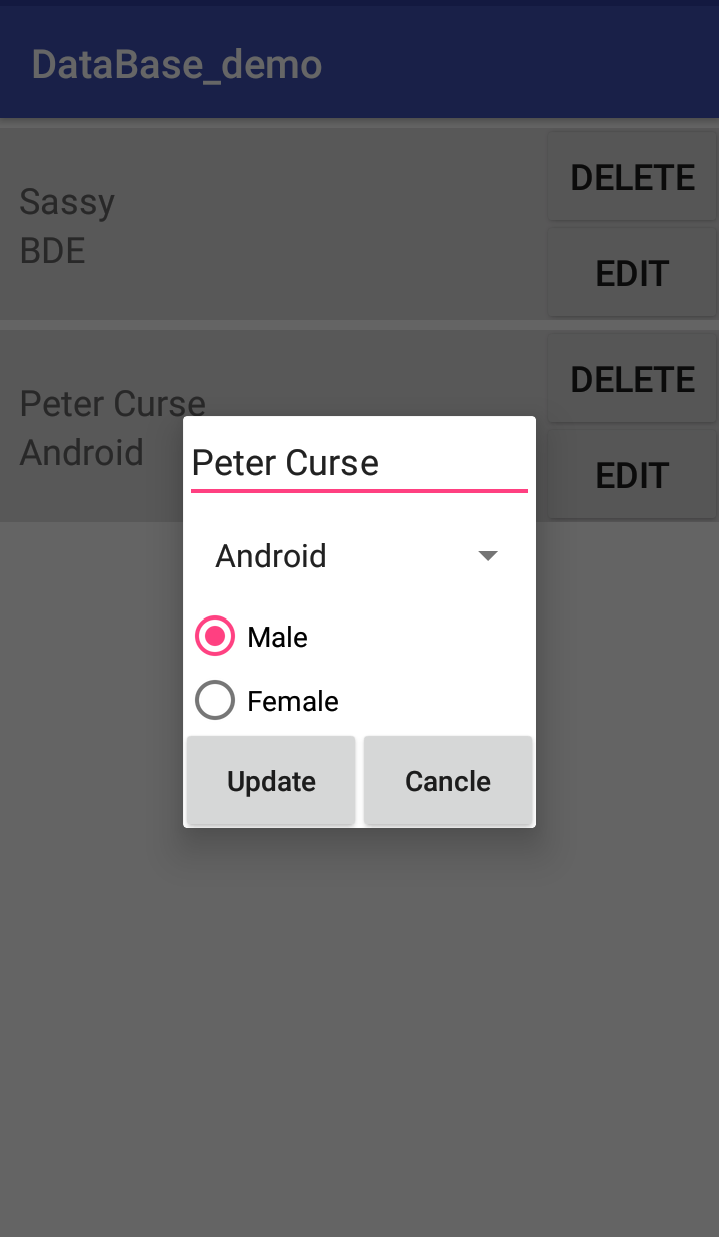 DataBase_demo
Sassy
BDE
DELETE
EDIT
Peter Curse
Android
DELETE
EDIT
Peter Curse
Android
Male
Female
Update
Cancle